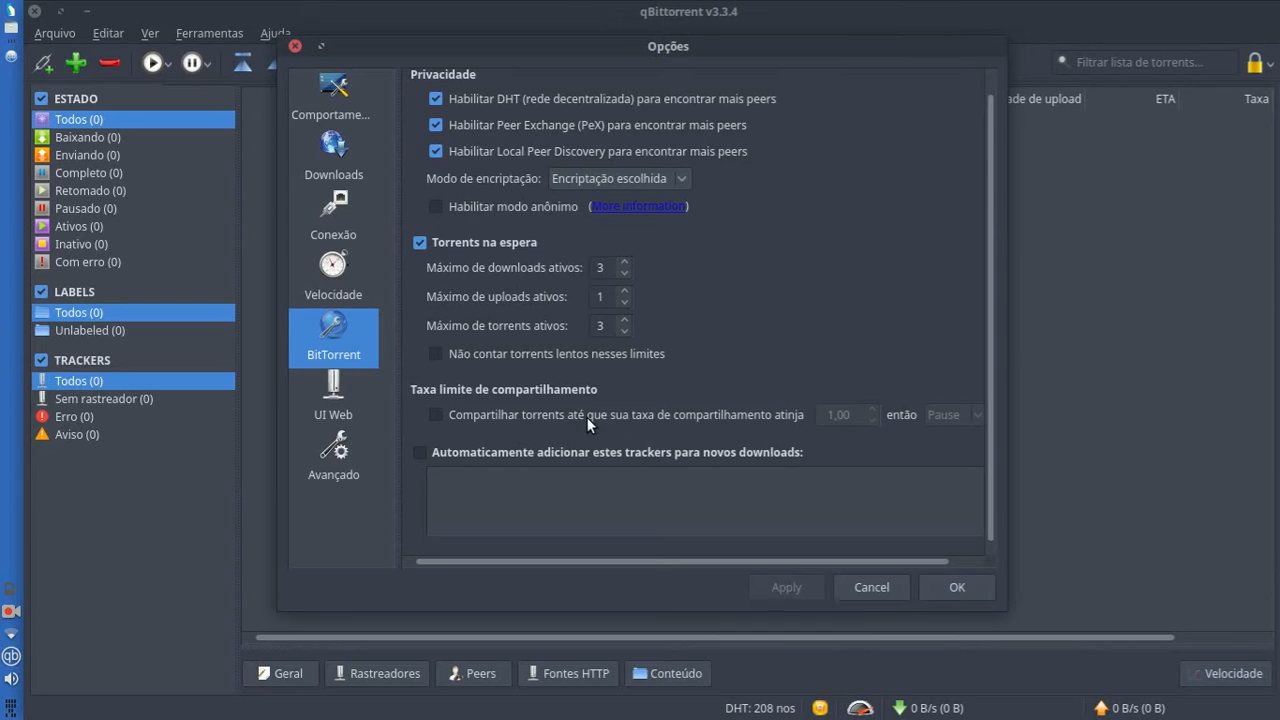 qBittorrent v3.3.4
Arquivo Editar Ver Ferramentas Ajuda
Opções
Filtrar lista de torrents...
ESTADO
Todos (0)
Baixando (0)
Enviando (0)
Completo (0)
Retomado (0)
Pausado (0)
Ativos (0)
Inativo (0)
Com erro (0)
LABELS
Todos (0)
Unlabeled (0)
TRACKERS
Todos (0)
Sem rastreador (0)
Erro (0)
Aviso (0)
Comportame...
Downloads
Conexão
Velocidade
BitTorrent
UI Web
Avançado
Privacidade
Habilitar DHT (rede decentralizada) para encontrar mais peers
Habilitar Peer Exchange (PeX) para encontrar mais peers
Habilitar Local Peer Discovery para encontrar mais peers
Modo de encriptação: Encriptação escolhida
Habilitar modo anônimo (More information)
Torrents na espera
Máximo de downloads ativos: 3
Máximo de uploads ativos: 1
Máximo de torrents ativos: 3
Não contar torrents lentos nesses limites
Taxa limite de compartilhamento
Compartilhar torrents até que sua taxa de compartilhamento atinja 1,00 então Pause
Automaticamente adicionar estes trackers para novos downloads:
Apply Cancel OK
de de upload ETA Taxa
Geral Rastreadores Peers Fontes HTTP Conteúdo Velocidade
DHT: 208 nos 0 B/s (0 B) 0 B/s (0 B)
qb